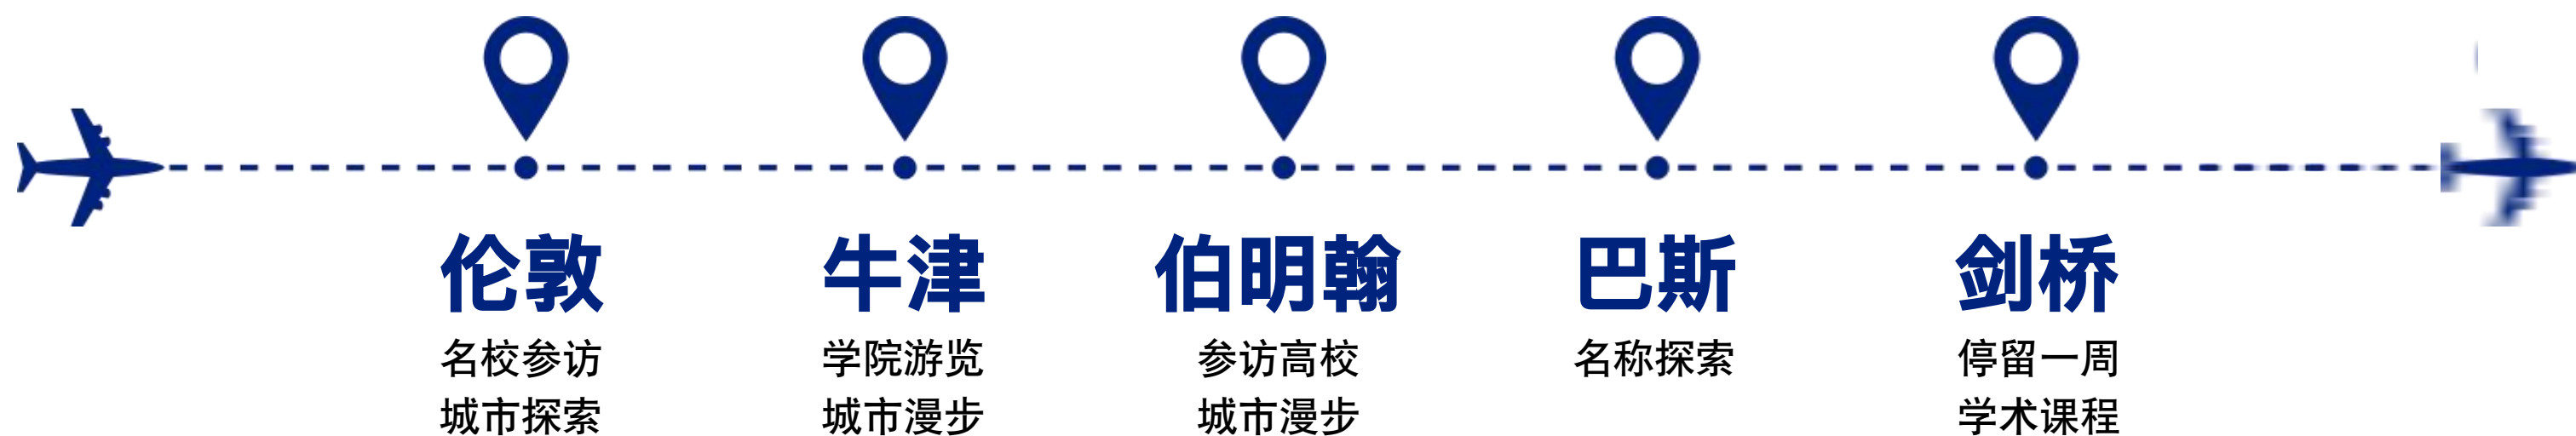 伦敦
名校参访
城市探索
牛津
学院游览
城市漫步
伯明翰
参访高校
城市漫步
巴斯
名称探索
剑桥
停留一周
学术课程